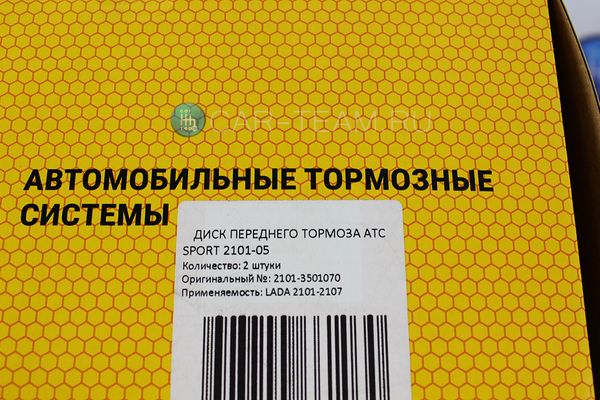 CAR-TEAM.RU
АВТОМОБИЛЬНЫЕ ТОРМОЗНЫЕ
СИСТЕМЫ
ДИСК ПЕРЕДНЕГО ТОРМОЗА АТС
SPORT 2101-05
Количество: 2 штуки
Оригинальный №: 2101-3501070
Применяемость: LADA 2101-2107